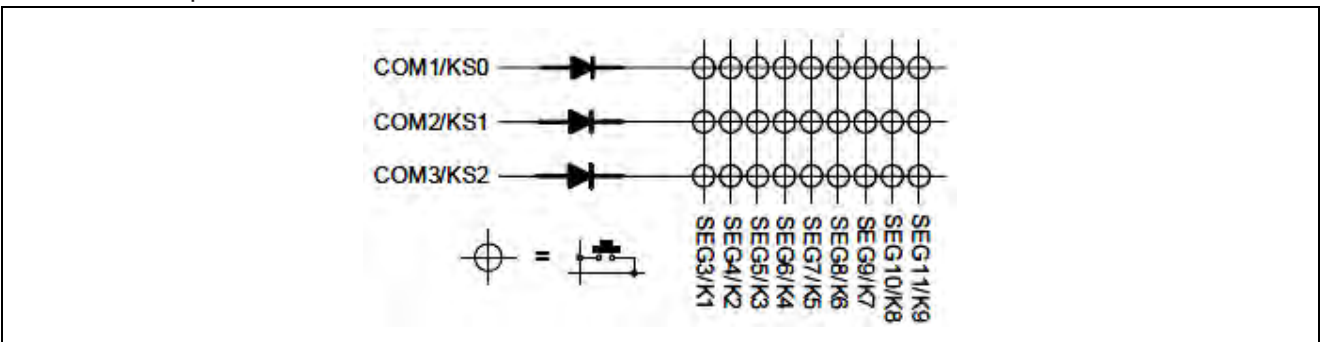 COM1/KS0
COM2/KS1
COM3/KS2
=
SEG3/K1
SEG4/K2
SEG5/K3
SEG6/K4
SEG7/K5
SEG8/K6
SEG9/K7
SEG10/K8
SEG11/K9